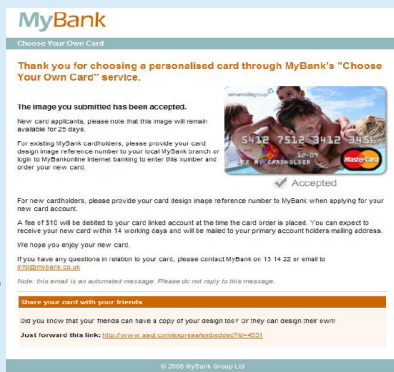 MyBank
Choose Your Own Card
Thank you for choosing a personalised card through MyBank's "Choose
Your Own Card" service.
The image you submitted has been accepted.
New card applicants, please note that this image will remain
available for 25 days.
For existing MyBank cardholders, please provide your card
design image reference number to your local MyBank branch or
login to MyBankonline internet banking to enter this number and
order your new card.
serversidegroup
5412 7512 3412 3456
12-09
CARDHOLDER
MasterCard
Accepted
For new cardholders, please provide your card design image reference number to MyBank when applying for your
new card account.
A fee of $10 will be debited to your card linked account at the time the card order is placed. You can expect to
receive your new card within 14 working days and will be mailed to your primary account holders mailing address.
We hope you enjoy your new card.
If you have any questions in relation to your card, please contact MyBank on 13 14 22 or email to
info@mybank.co.uk
Note: this email is an automated message. Please do not reply to this message.
Share your card with your friends
Did you know that your friends can have a copy of your design too? Or they can design their own!
Just forward this link:
© 2006 MyBank Group Ltd